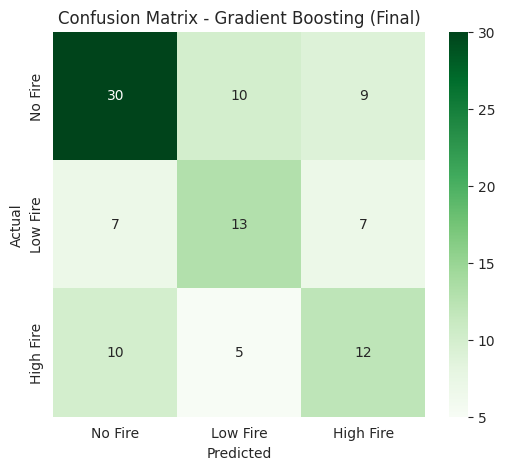 Confusion Matrix - Gradient Boosting (Final)
Actual
No Fire
30 10 9
Low Fire
7 13 7
High Fire
10 5 12
No Fire Low Fire High Fire
Predicted
30
25
20
15
10
5